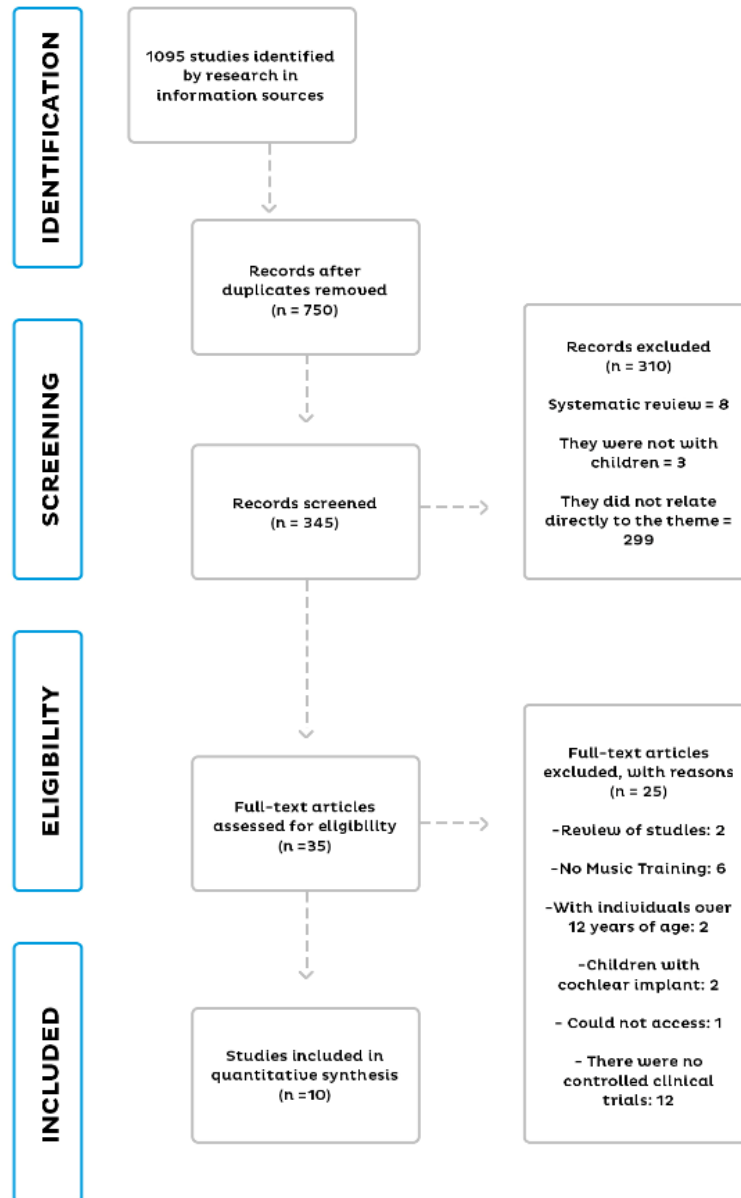 IDENTIFICATION
1095 studies identified
by research in
information sources
Records after
duplicates removed
(n = 750)
SCREENING
Records screened
(n = 345)
Records excluded
(n = 310)
Systematic review = 8
They were not with
children = 3
They did not relate
directly to the theme =
299
ELIGIBILITY
Full-text articles
assessed for eligibility
(n =35)
Full-text articles
excluded, with reasons
(n = 25)
-Review of studies: 2
-No Music Training: 6
-With individuals over
12 years of age: 2
-Children with
cochlear implant: 2
- Could not access: 1
- There were no
controlled clinical
trials: 12
INCLUDED
Studies included in
quantitative synthesis
(n =10)